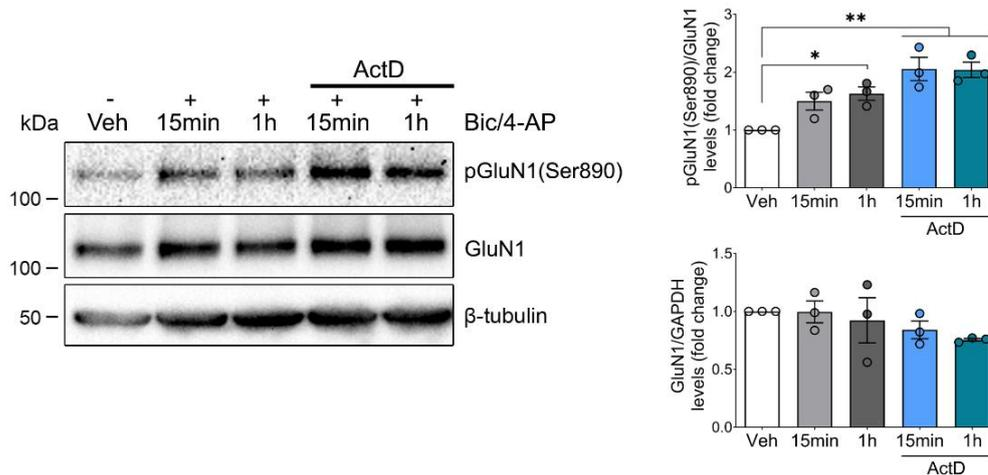 ActD
- + + + +
kDa Veh 15min 1h 15min 1h Bic/4-AP
pGluN1(Ser890)
100
GluN1
100
50 β-tubulin
pGluN1(Ser890)/GluN1
levels (fold change)
3
**
*
2
1
0
Veh 15min 1h 15min 1h
ActD
GluN1/GAPDH
levels (fold change)
1.5
1.0
0.5
0.0
Veh 15min 1h 15min 1h
ActD